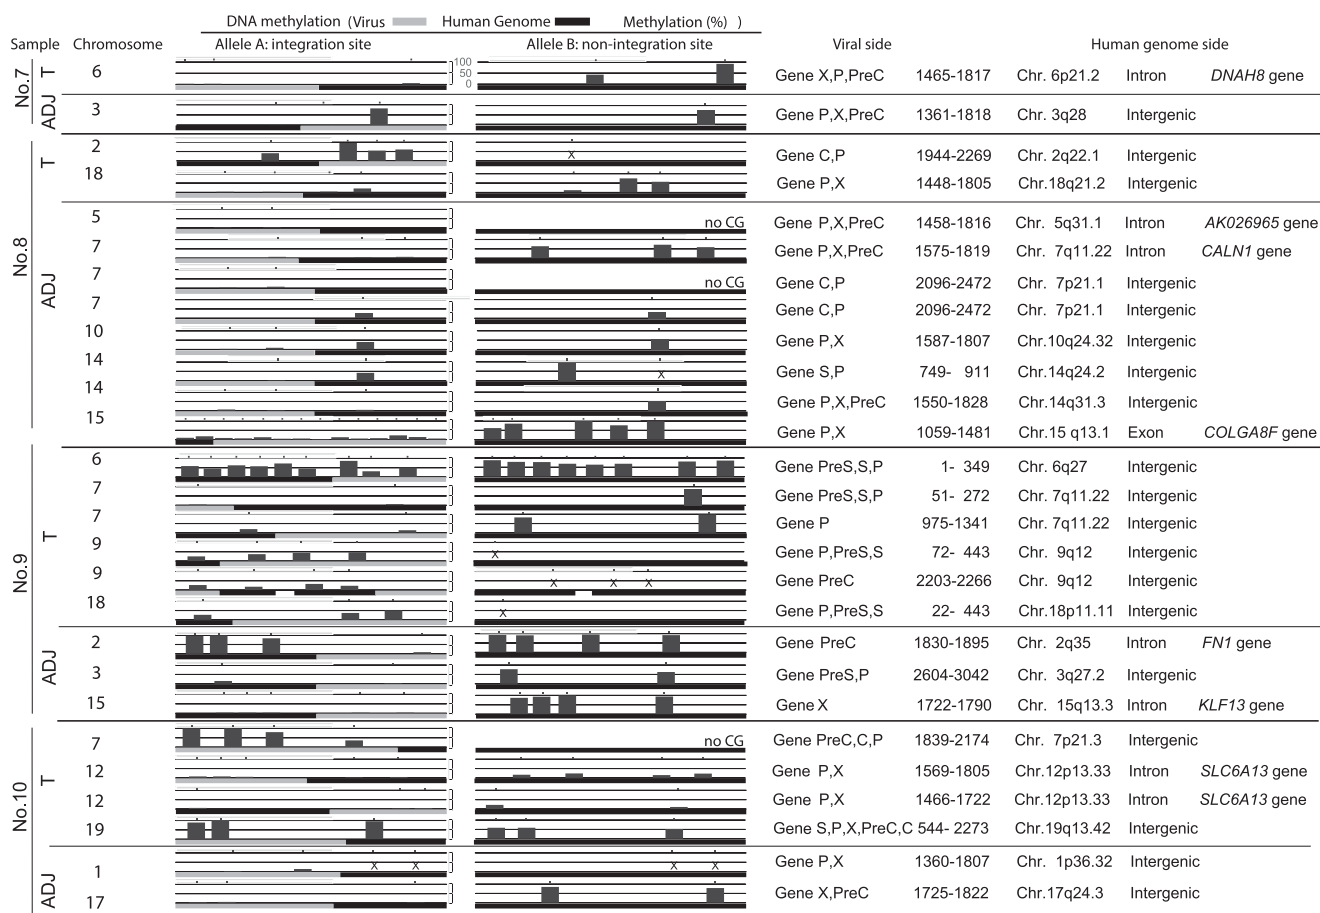 DNA methylation (Virus Human Genome Methylation (%) )
Sample Chromosome Allele A: integration site Allele B: non-integration site Viral side Human genome side
No.7 T 6 100 50 0 Gene X,P,PreC 1465-1817 Chr. 6p21.2 Intron DNAH8 gene
ADJ 3 Gene P,X,PreC 1361-1818 Chr. 3q28 Intergenic
No.8 T 2 X Gene C,P 1944-2269 Chr. 2q22.1 Intergenic
18 Gene P,X 1448-1805 Chr.18q21.2 Intergenic
ADJ 5 no CG Gene P,X,PreC 1458-1816 Chr. 5q31.1 Intron AK026965 gene
7 Gene P,X,PreC 1575-1819 Chr. 7q11.22 Intron CALN1 gene
7 no CG Gene C,P 2096-2472 Chr. 7p21.1 Intergenic
7 Gene C,P 2096-2472 Chr. 7p21.1 Intergenic
10 Gene P,X 1587-1807 Chr.10q24.32 Intergenic
14 X Gene S,P 749- 911 Chr.14q24.2 Intergenic
14 Gene P,X,PreC 1550-1828 Chr.14q31.3 Intergenic
15 Gene P,X 1059-1481 Chr.15 q13.1 Exon COLGA8F gene
No.9 T 6 Gene PreS,S,P 1- 349 Chr. 6q27 Intergenic
7 Gene PreS,S,P 51- 272 Chr. 7q11.22 Intergenic
7 Gene P 975-1341 Chr. 7q11.22 Intergenic
9 X Gene P,PreS,S 72- 443 Chr. 9q12 Intergenic
9 X X X Gene PreC 2203-2266 Chr. 9q12 Intergenic
18 X Gene P,PreS,S 22- 443 Chr.18p11.11 Intergenic
ADJ 2 Gene PreC 1830-1895 Chr. 2q35 Intron FN1 gene
3 Gene PreS,P 2604-3042 Chr. 3q27.2 Intergenic
15 Gene X 1722-1790 Chr. 15q13.3 Intron KLF13 gene
No.10 T 7 no CG Gene PreC,C,P 1839-2174 Chr. 7p21.3 Intergenic
12 Gene P,X 1569-1805 Chr.12p13.33 Intron SLC6A13 gene
12 Gene P,X 1466-1722 Chr.12p13.33 Intron SLC6A13 gene
19 Gene S,P,X,PreC,C 544- 2273 Chr.19q13.42 Intergenic
ADJ 1 X X X X Gene P,X 1360-1807 Chr. 1p36.32 Intergenic
17 Gene X,PreC 1725-1822 Chr.17q24.3 Intergenic